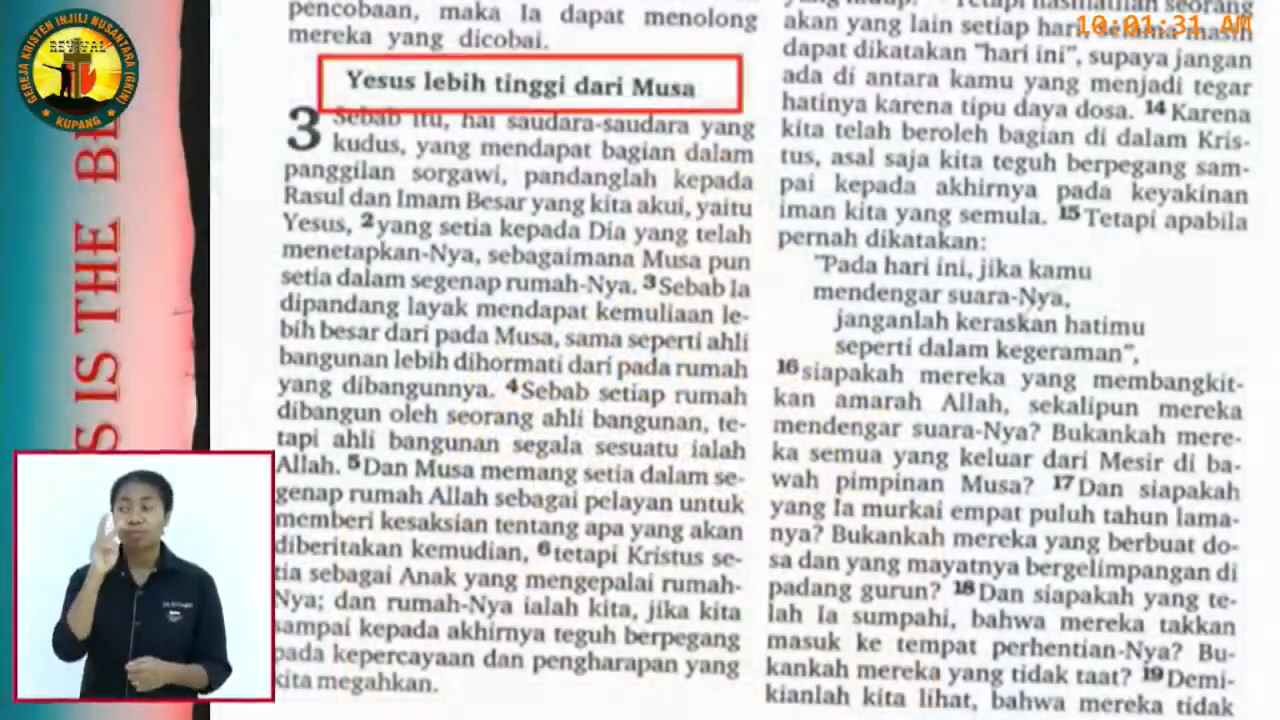 GEREJA KRISTEN INJILI NUSANTARA (GKIN)
REVIVAL
KUPANG
S IS THE B
10:01:31 AM
pencobaan, maka Ia dapat menolong
mereka yang dicobai.
Yesus lebih tinggi dari Musa
3 Sebab itu, hai saudara-saudara yang
kudus, yang mendapat bagian dalam
panggilan sorgawi, pandanglah kepada
Rasul dan Imam Besar yang kita akui, yaitu
Yesus, 2 yang setia kepada Dia yang telah
menetapkan-Nya, sebagaimana Musa pun
setia dalam segenap rumah-Nya. 3 Sebab Ia
dipandang layak mendapat kemuliaan le-
bih besar dari pada Musa, sama seperti ahli
bangunan lebih dihormati dari pada rumah
yang dibangunnya. 4 Sebab setiap rumah
dibangun oleh seorang ahli bangunan, te-
tapi ahli bangunan segala sesuatu ialah
Allah. 5 Dan Musa memang setia dalam se-
genap rumah Allah sebagai pelayan untuk
memberi kesaksian tentang apa yang akan
diberitakan kemudian, 6 tetapi Kristus se-
tia sebagai Anak yang mengepalai rumah-
Nya; dan rumah-Nya ialah kita, jika kita
sampai kepada akhirnya teguh berpegang
pada kepercayaan dan pengharapan yang
kita megahkan.
seorang
akan yang lain setiap hari, selama masih
dapat dikatakan "hari ini", supaya jangan
ada di antara kamu yang menjadi tegar
hatinya karena tipu daya dosa. 14 Karena
kita telah beroleh bagian di dalam Kris-
tus, asal saja kita teguh berpegang sam-
pai kepada akhirnya pada keyakinan
iman kita yang semula. 15 Tetapi apabila
pernah dikatakan:
"Pada hari ini, jika kamu
mendengar suara-Nya,
janganlah keraskan hatimu
seperti dalam kegeraman",
16 siapakah mereka yang membangkit-
kan amarah Allah, sekalipun mereka
mendengar suara-Nya? Bukankah mere-
ka semua yang keluar dari Mesir di ba-
wah pimpinan Musa? 17 Dan siapakah
yang Ia murkai empat puluh tahun lama-
nya? Bukankah mereka yang berbuat do-
sa dan yang mayatnya bergelimpangan di
padang gurun? 18 Dan siapakah yang te-
lah Ia sumpahi, bahwa mereka takkan
masuk ke tempat perhentian-Nya? Bu-
kankah mereka yang tidak taat? 19 Demi-
kianlah kita lihat, bahwa mereka tidak